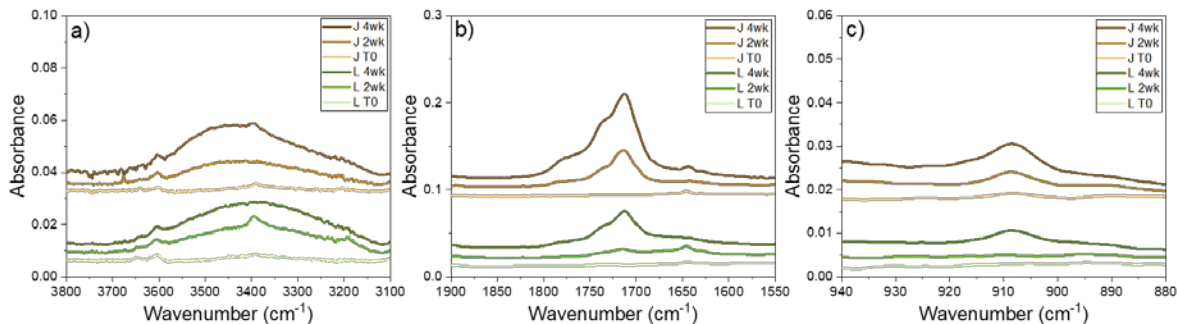 a)
J 4wk
J 2wk
J T0
L 4wk
L 2wk
L T0
Absorbance
0.10
0.08
0.06
0.04
0.02
0.00
3800 3700 3600 3500 3400 3300 3200 3100
Wavenumber (cm⁻¹)
b)
J 4wk
J 2wk
J T0
L 4wk
L 2wk
L T0
Absorbance
0.3
0.2
0.1
0.0
1900 1850 1800 1750 1700 1650 1600 1550
Wavenumber (cm⁻¹)
c)
J 4wk
J 2wk
J T0
L 4wk
L 2wk
L T0
Absorbance
0.06
0.05
0.04
0.03
0.02
0.01
0.00
940 930 920 910 900 890 880
Wavenumber (cm⁻¹)